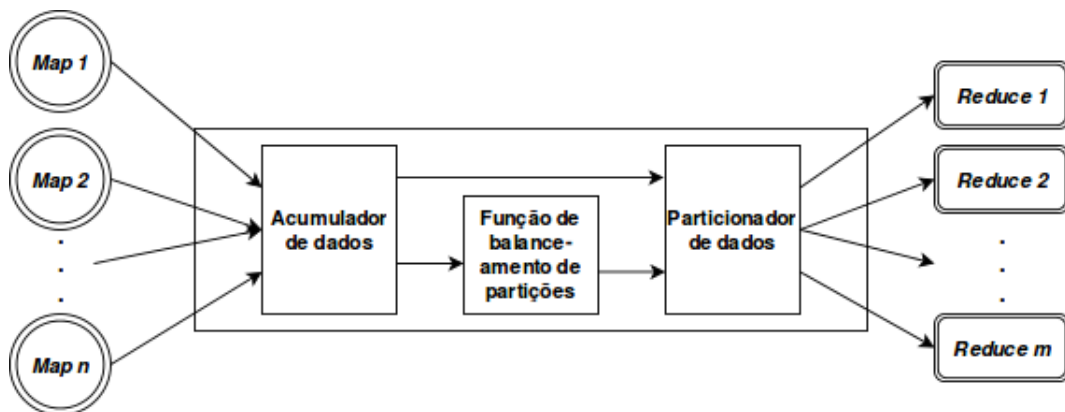 Map 1
Map 2
.
.
.
Map n
Acumulador
de dados
Função de
balance-
amento de
partições
Particionador
de dados
Reduce 1
Reduce 2
.
.
.
Reduce m